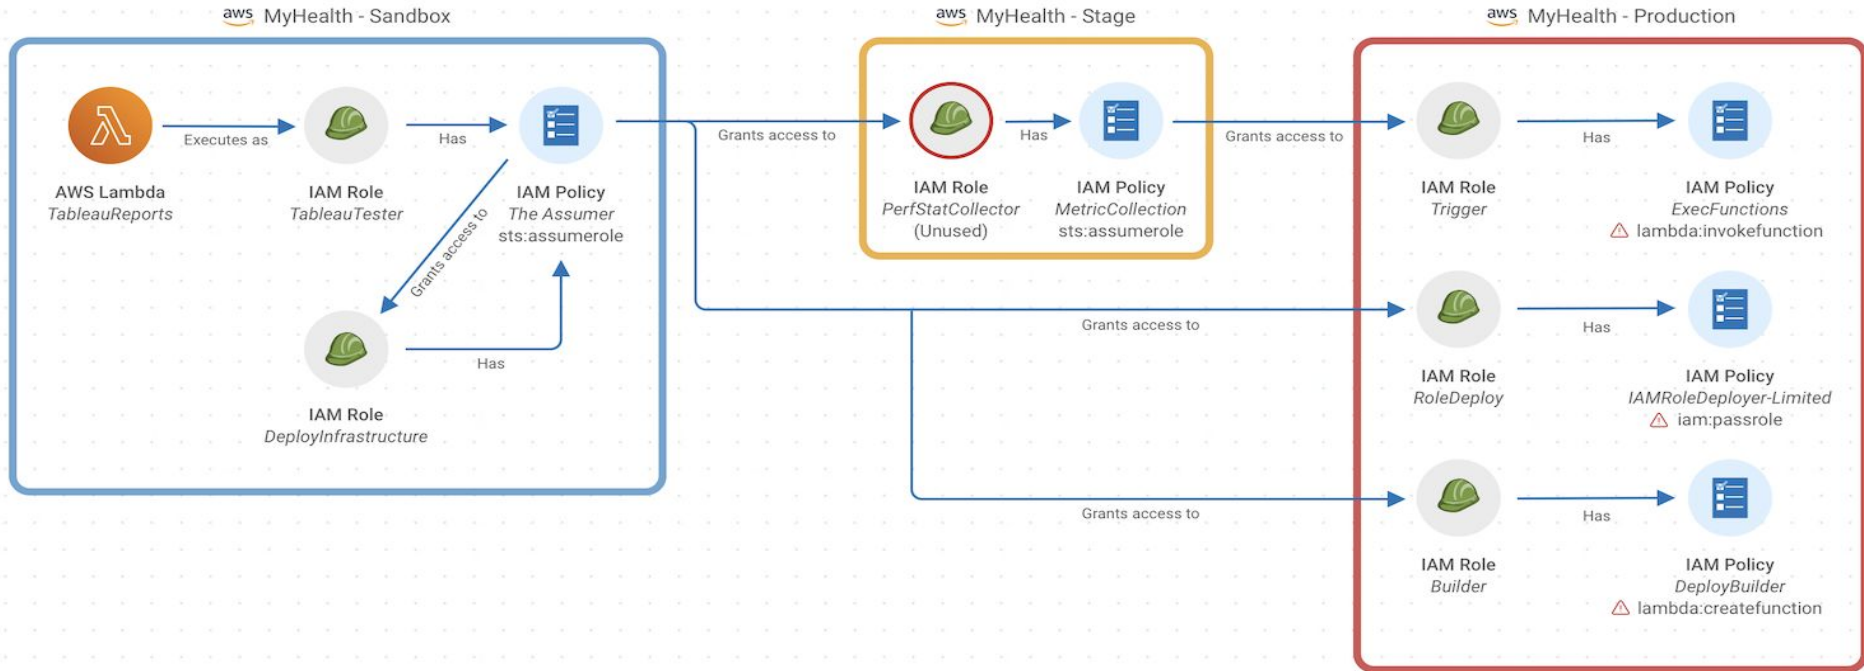 aws MyHealth - Sandbox
aws MyHealth - Stage
aws MyHealth - Production
Executes as
Has
AWS Lambda
TableauReports
IAM Role
TableauTester
IAM Policy
The Assumer
sts:assumerole
Grants access to
Has
IAM Role
DeployInfrastructure
Grants access to
Has
IAM Role
PerfStatCollector
(Unused)
IAM Policy
MetricCollection
sts:assumerole
Grants access to
Has
IAM Role
Trigger
IAM Policy
ExecFunctions
lambda:invokefunction
Grants access to
Has
IAM Role
RoleDeploy
IAM Policy
IAMRoleDeployer-Limited
iam:passrole
Grants access to
Has
IAM Role
Builder
IAM Policy
DeployBuilder
lambda:createfunction